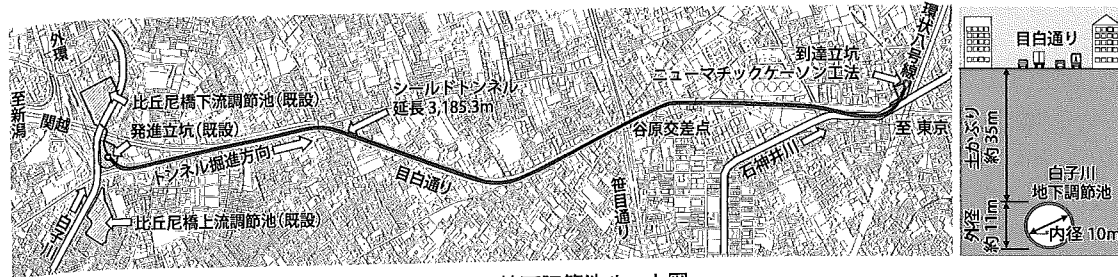 外環
至新潟
関越
比丘尼橋下流調節池(既設)
発進立坑(既設)
トンネル掘進方向
白子川
比丘尼橋上流調節池(既設)
シールドトンネル
延長3,185.3m
目白通り
谷原交差点
笹目通り
石神井川
到達立坑
ニューマチックケーソン工法
環状八号線
至 東京
目白通り
土かぶり
約35m
白子川
地下調節池
外径
約11m
内径10m